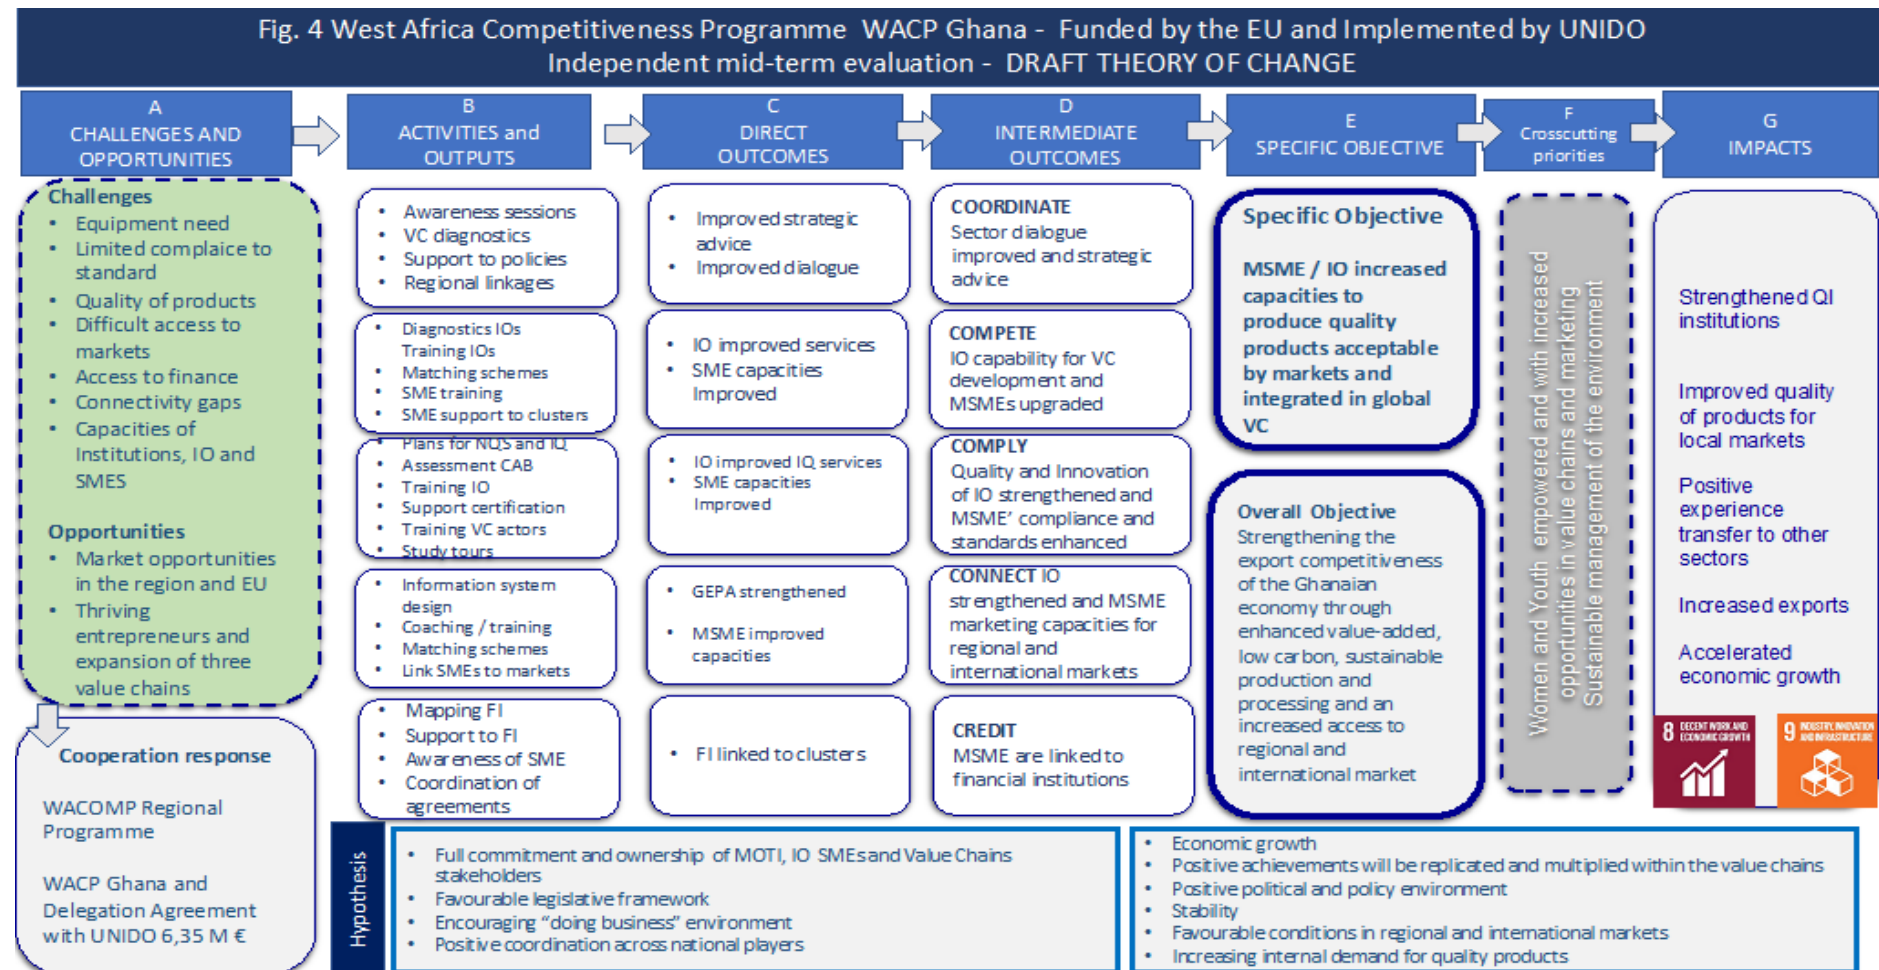 Fig. 4 West Africa Competitiveness Programme WACP Ghana - Funded by the EU and Implemented by UNIDO
Independent mid-term evaluation - DRAFT THEORY OF CHANGE
A
CHALLENGES AND
OPPORTUNITIES
B
ACTIVITIES and
OUTPUTS
C
DIRECT
OUTCOMES
D
INTERMEDIATE
OUTCOMES
E
SPECIFIC OBJECTIVE
F
Crosscutting
priorities
G
IMPACTS
Challenges
• Equipment need
• Limited complaice to
standard
• Quality of products
• Difficult access to
markets
• Access to finance
• Connectivity gaps
• Capacities of
Institutions, IO and
SMES
Opportunities
• Market opportunities
in the region and EU
• Thriving
entrepreneurs and
expansion of three
value chains
Cooperation response
WACOMP Regional
Programme
WACP Ghana and
Delegation Agreement
with UNIDO 6,35 M €
• Awareness sessions
• VC diagnostics
• Support to policies
• Regional linkages
• Diagnostics IOs
Training IOs
• Matching schemes
• SME training
• SME support to clusters
• Plans for NQS and IQ
• Assessment CAB
• Training IO
• Support certification
• Training VC actors
• Study tours
• Information system
design
• Coaching / training
• Matching schemes
• Link SMEs to markets
• Mapping FI
• Support to FI
• Awareness of SME
• Coordination of
agreements
• Improved strategic
advice
• Improved dialogue
• IO improved services
• SME capacities
Improved
• IO improved IQ services
• SME capacities
Improved
• GEPA strengthened
• MSME improved
capacities
• FI linked to clusters
COORDINATE
Sector dialogue
improved and strategic
advice
COMPETE
IO capability for VC
development and
MSMEs upgraded
COMPLY
Quality and Innovation
of IO strengthened and
MSME’ compliance and
standards enhanced
CONNECT IO
strengthened and MSME
marketing capacities for
regional and
international markets
CREDIT
MSME are linked to
financial institutions
Specific Objective
MSME / IO increased
capacities to
produce quality
products acceptable
by markets and
integrated in global
VC
Overall Objective
Strengthening the
export competitiveness
of the Ghanaian
economy through
enhanced value-added,
low carbon, sustainable
production and
processing and an
increased access to
regional and
international market
Women and Youth empowered and with increased
opportunities in value chains and marketing
Sustainable management of the environment
Strengthened QI
institutions
Improved quality
of products for
local markets
Positive
experience
transfer to other
sectors
Increased exports
Accelerated
economic growth
8 DECENT WORK AND
ECONOMIC GROWTH
9 INDUSTRY, INNOVATION
AND INFRASTRUCTURE
Hypothesis
• Full commitment and ownership of MOTI, IO SMEs and Value Chains
stakeholders
• Favourable legislative framework
• Encouraging “doing business” environment
• Positive coordination across national players
• Economic growth
• Positive achievements will be replicated and multiplied within the value chains
• Positive political and policy environment
• Stability
• Favourable conditions in regional and international markets
• Increasing internal demand for quality products